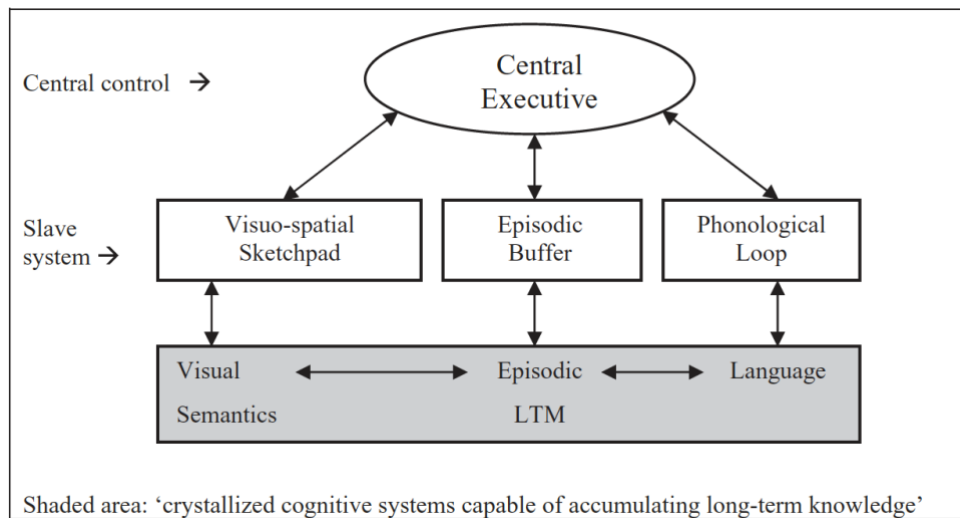 Central control →
Central
Executive
Slave
system →
Visuo-spatial
Sketchpad
Episodic
Buffer
Phonological
Loop
Visual
Episodic
Language
Semantics
LTM
Shaded area: ‘crystallized cognitive systems capable of accumulating long-term knowledge’